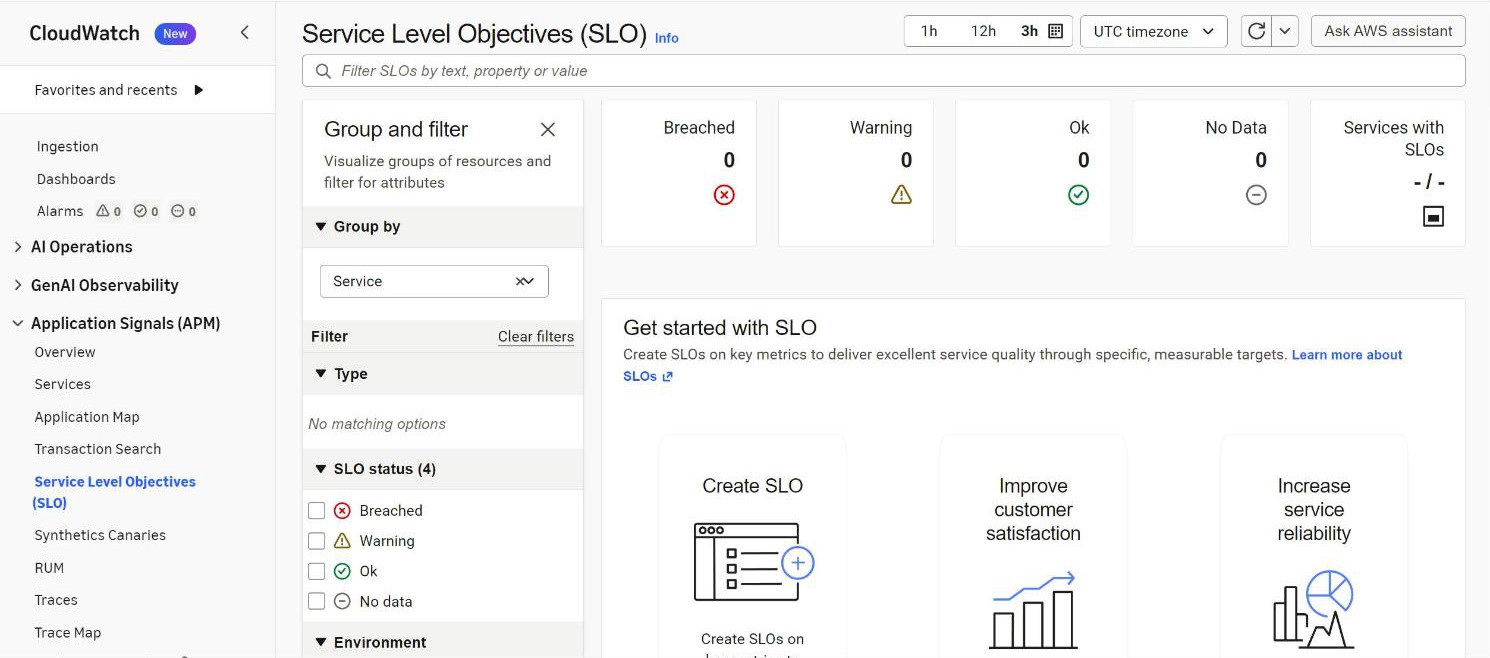 CloudWatch New
Favorites and recents
Ingestion
Dashboards
Alarms 0 0 0
AI Operations
GenAI Observability
Application Signals (APM)
Overview
Services
Application Map
Transaction Search
Service Level Objectives
(SLO)
Synthetics Canaries
RUM
Traces
Trace Map
Service Level Objectives (SLO) Info
1h 12h 3h UTC timezone Ask AWS assistant
Filter SLOs by text, property or value
Group and filter
Visualize groups of resources and
filter for attributes
Group by
Service
Filter Clear filters
Type
No matching options
SLO status (4)
Breached
Warning
Ok
No data
Environment
Breached
0
Warning
0
Ok
0
No Data
0
Services with
SLOs
- / -
Get started with SLO
Create SLOs on key metrics to deliver excellent service quality through specific, measurable targets. Learn more about
SLOs
Create SLO
Create SLOs on
Improve
customer
satisfaction
Increase
service
reliability